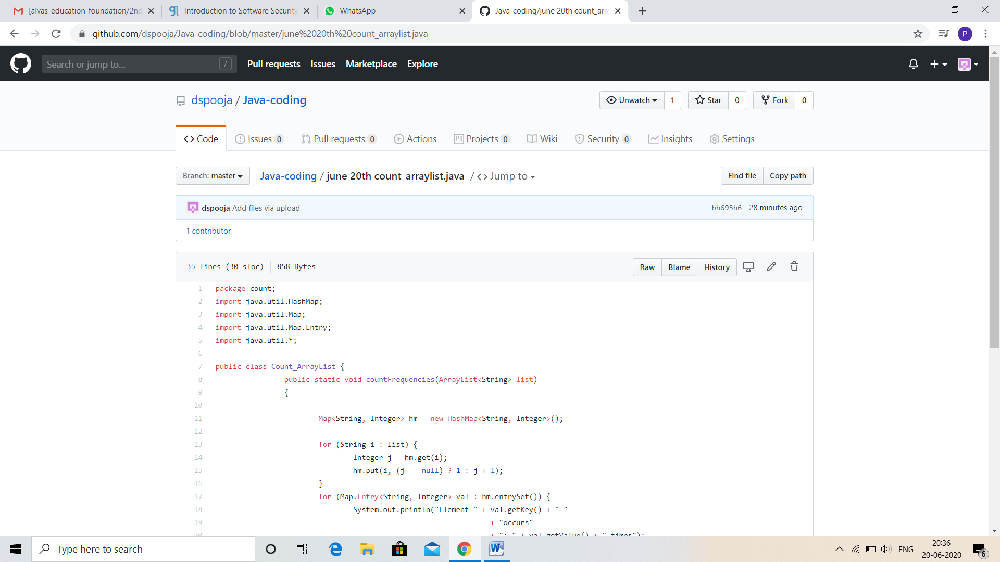 [alvas-education-foundation/2nd
Introduction to Software Security
WhatsApp
Java-coding/june 20th count_arra
github.com/dspooja/Java-coding/blob/master/june%2020th%20count_arraylist.java
P
Search or jump to...
/
Pull requests Issues Marketplace Explore
dspooja / Java-coding
Unwatch 1 Star 0 Fork 0
Code Issues 0 Pull requests 0 Actions Projects 0 Wiki Security 0 Insights Settings
Branch: master Java-coding / june 20th count_arraylist.java / <> Jump to
Find file Copy path
dspooja Add files via upload bb693b6 28 minutes ago
1 contributor
35 lines (30 sloc) 858 Bytes Raw Blame History
1 package count;
2 import java.util.HashMap;
3 import java.util.Map;
4 import java.util.Map.Entry;
5 import java.util.*;
6
7 public class Count_ArrayList {
8 public static void countFrequencies(ArrayList<String> list)
9 {
10
11 Map<String, Integer> hm = new HashMap<String, Integer>();
12
13 for (String i : list) {
14 Integer j = hm.get(i);
15 hm.put(i, (j == null) ? 1 : j + 1);
16 }
17 for (Map.Entry<String, Integer> val : hm.entrySet()) {
18 System.out.println("Element " + val.getKey() + " "
19 + "occurs"
20 + ": " + val.getValue() + " times");
Type here to search
ENG
20:36
20-06-2020
6